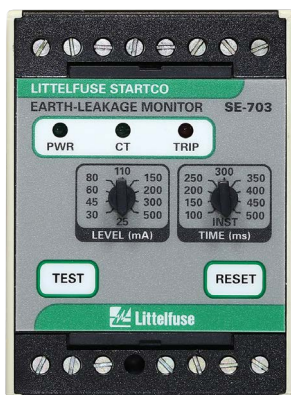 LITTELFUSE STARTCO
EARTH-LEAKAGE MONITOR SE-703
PWR CT TRIP
110 300
80 150 250 350
60 200 200 400
45 300 150 450
30 500 100 500
25 INST
LEVEL (mA) TIME (ms)
TEST RESET
Littelfuse